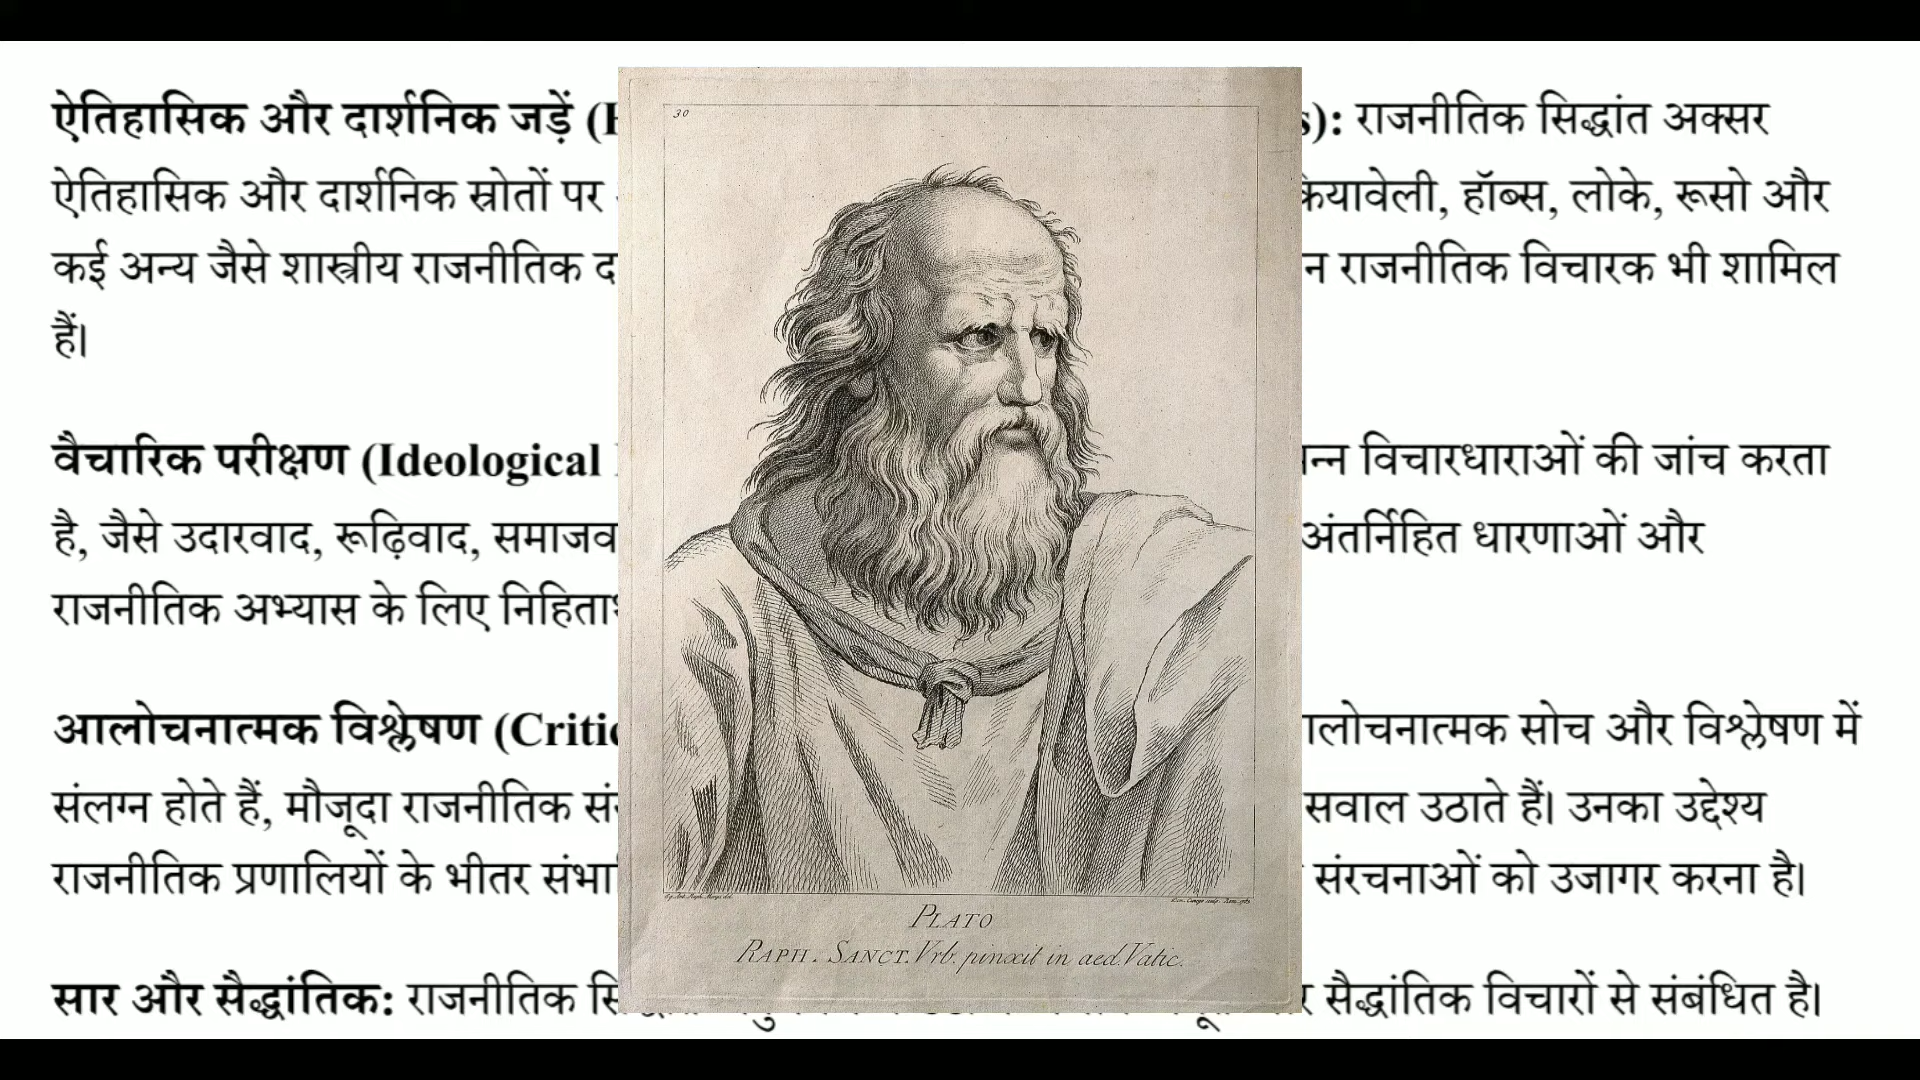 ऐतिहासिक और दार्शनिक जड़ें (
s): राजनीतिक सिद्धांत अक्सर
ऐतिहासिक और दार्शनिक स्रोतों पर
कियावेली, हॉब्स, लोके, रूसो और
कई अन्य जैसे शास्त्रीय राजनीतिक द
न राजनीतिक विचारक भी शामिल
हैं।
वैचारिक परीक्षण (Ideological
न्न विचारधाराओं की जांच करता
है, जैसे उदारवाद, रूढ़िवाद, समाजव
अंतर्निहित धारणाओं और
राजनीतिक अभ्यास के लिए निहिता
आलोचनात्मक विश्लेषण (Critic
लोचनात्मक सोच और विश्लेषण में
संलग्न होते हैं, मौजूदा राजनीतिक सं
सवाल उठाते हैं। उनका उद्देश्य
राजनीतिक प्रणालियों के भीतर संभा
संरचनाओं को उजागर करना है।
सार और सैद्धांतिक: राजनीतिक सि
सैद्धांतिक विचारों से संबंधित है।
30
PLATO
RAPH. SANCT. Vrb. pinxit in aed. Vatic.